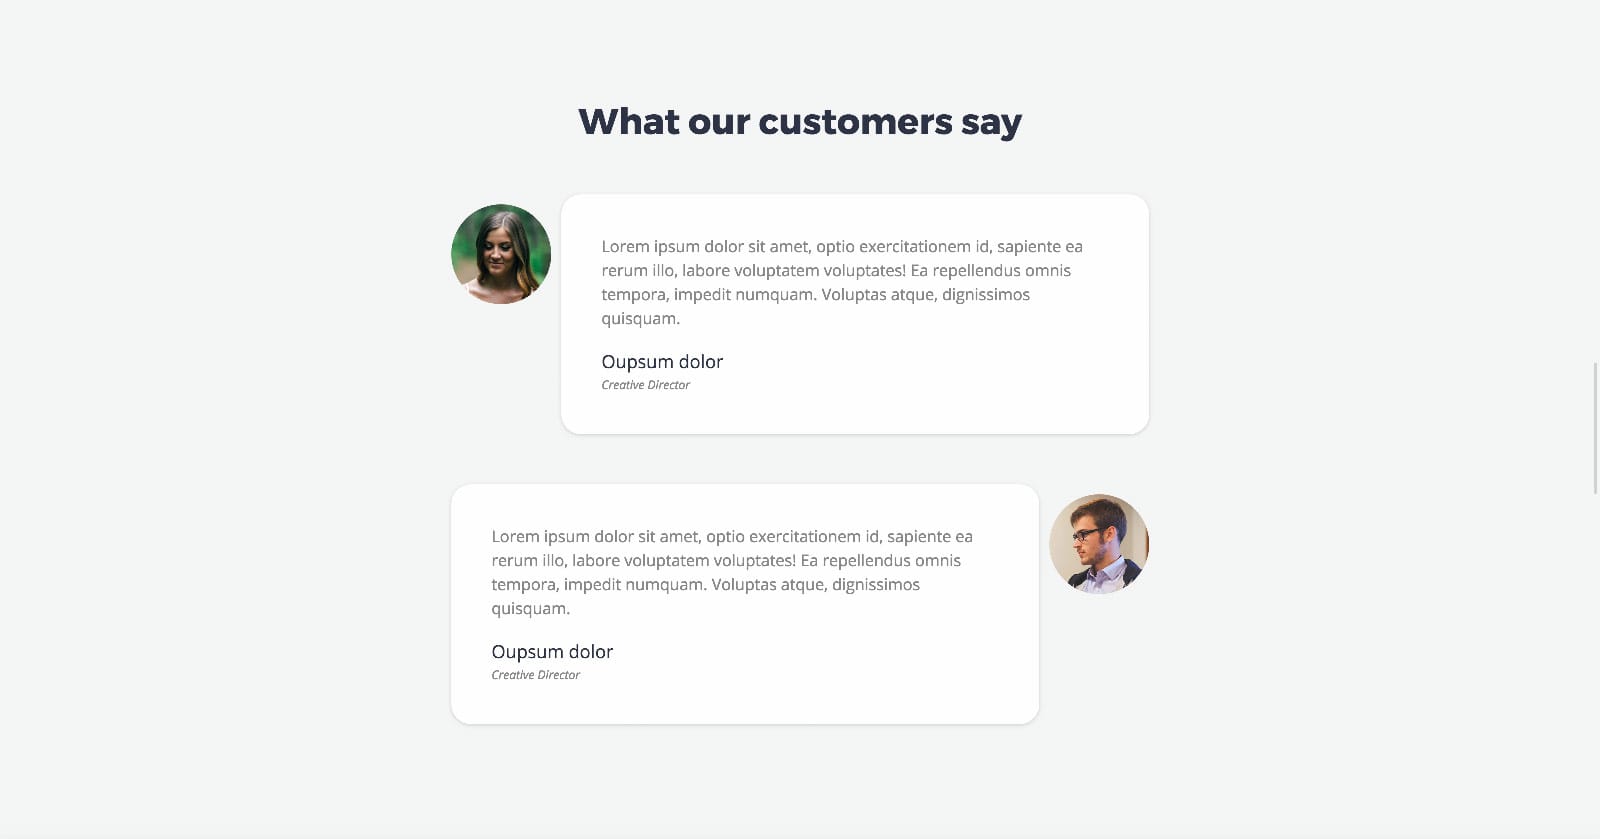 What our customers say
Lorem ipsum dolor sit amet, optio exercitationem id, sapiente ea
rerum illo, labore voluptatem voluptates! Ea repellendus omnis
tempora, impedit numquam. Voluptas atque, dignissimos
quisquam.
Oupsum dolor
Creative Director
Lorem ipsum dolor sit amet, optio exercitationem id, sapiente ea
rerum illo, labore voluptatem voluptates! Ea repellendus omnis
tempora, impedit numquam. Voluptas atque, dignissimos
quisquam.
Oupsum dolor
Creative Director